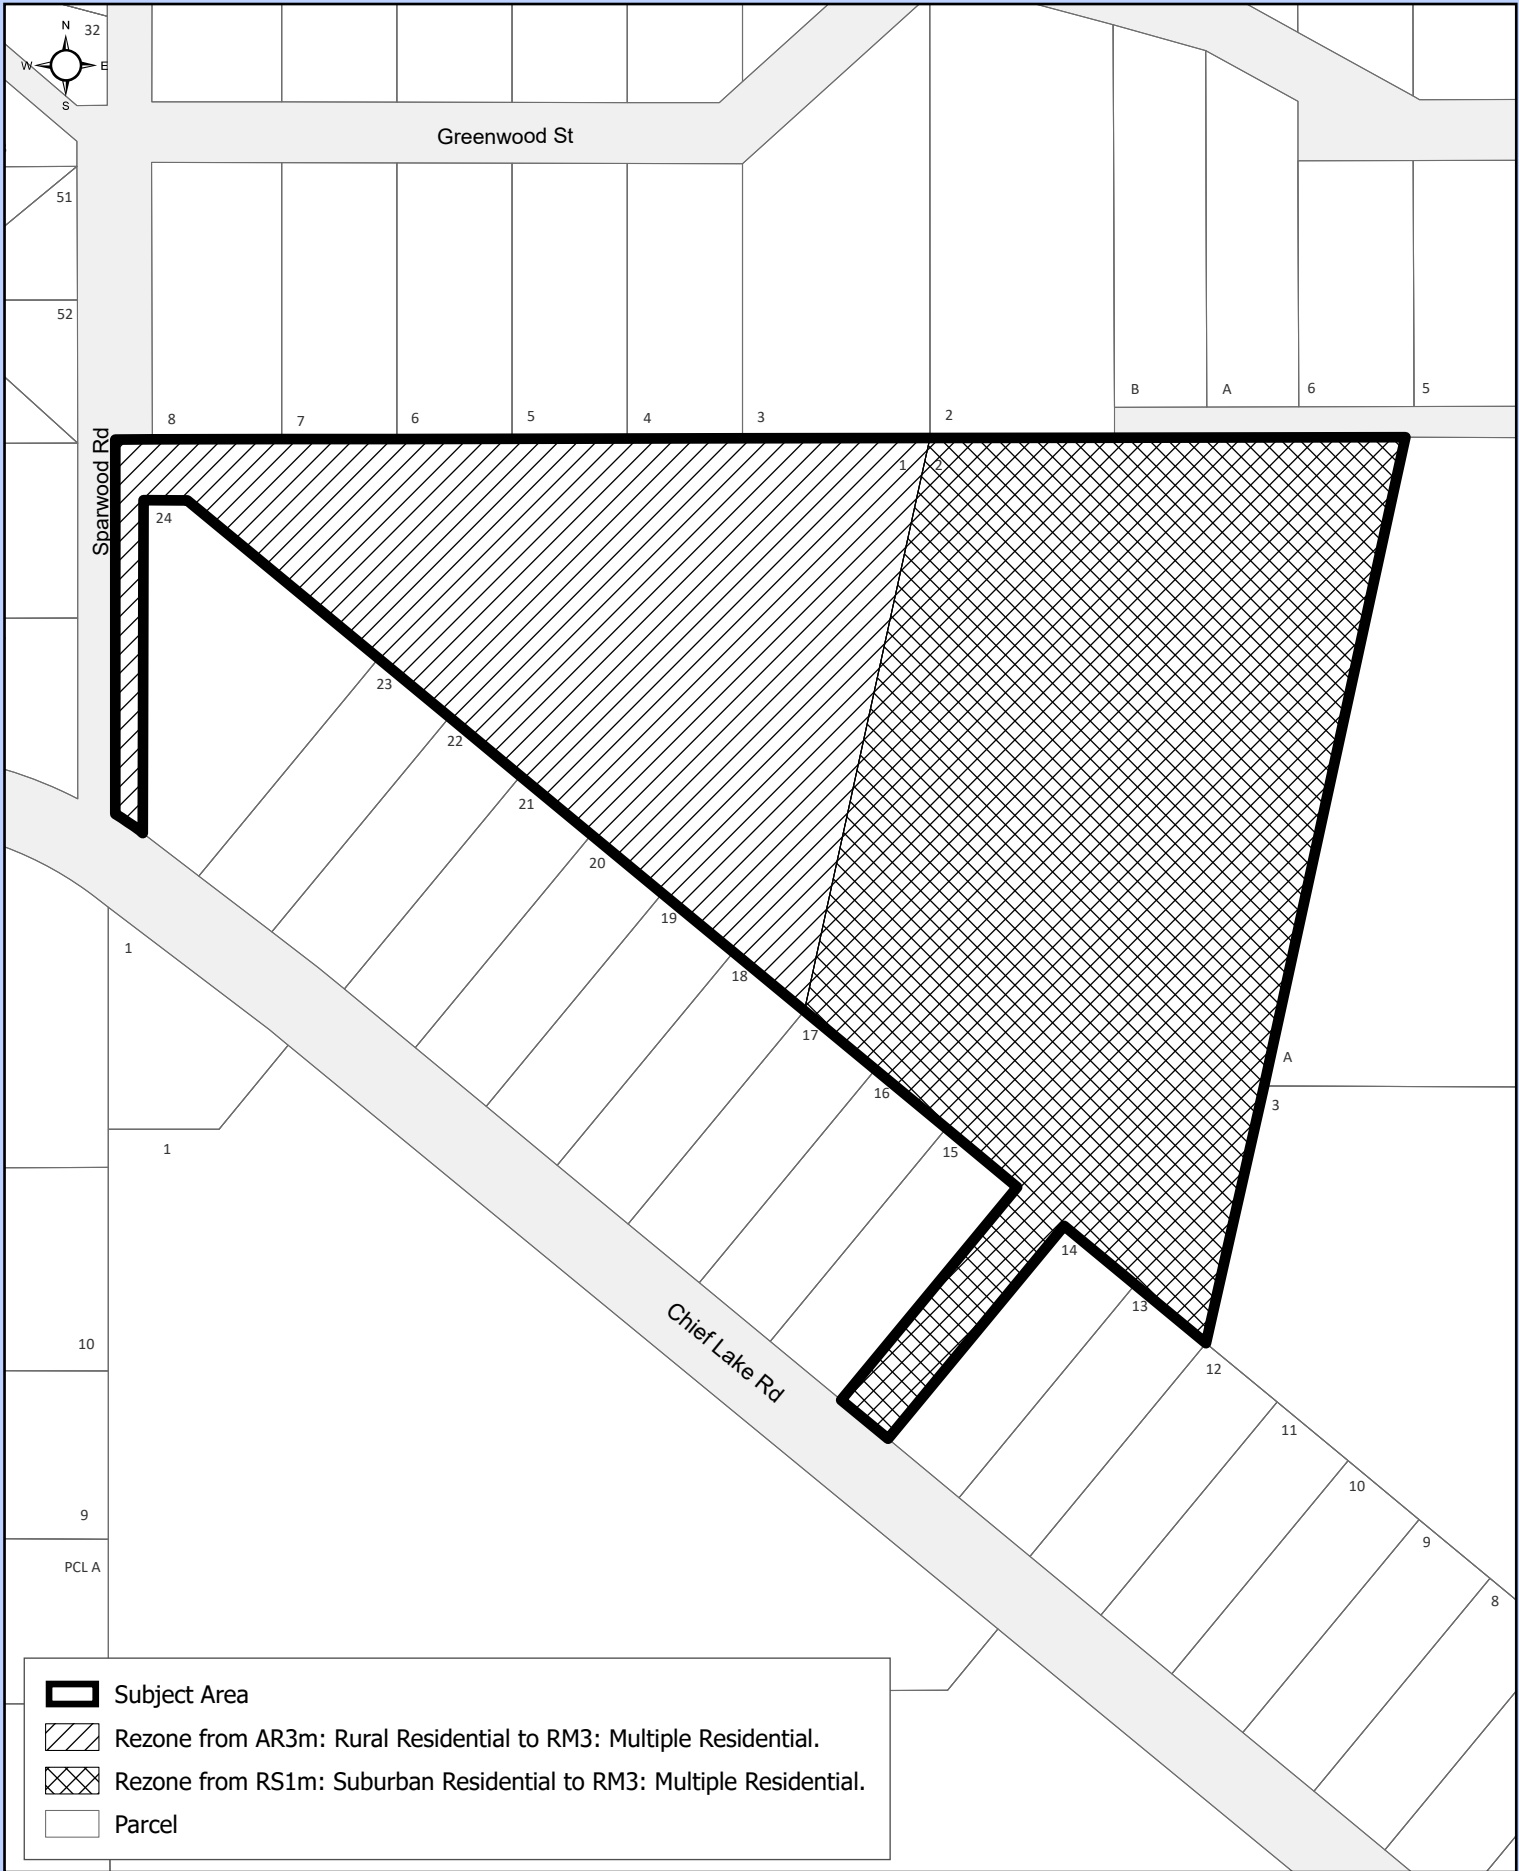 N
32
W
E
S
Greenwood St
51
52
B
A
6
5
8
7
6
5
4
3
2
Sparwood Rd
1
2
24
23
22
21
20
19
18
1
17
A
16
3
15
1
14
13
Chief Lake Rd
10
12
11
10
9
9
PCL A
8
Subject Area
Rezone from AR3m: Rural Residential to RM3: Multiple Residential.
Rezone from RS1m: Suburban Residential to RM3: Multiple Residential.
Parcel